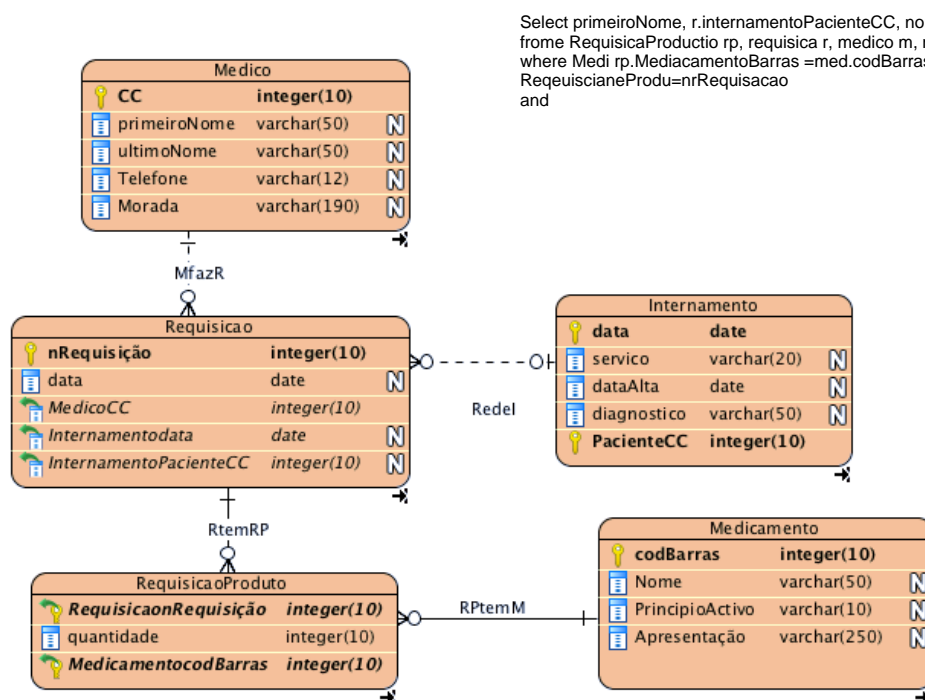 Select primeiroNome, r.internamentoPacienteCC, no
frome RequisicaProductio rp, requisica r, medico m,
where Medi rp.MediacamentoBarras =med.codBarras
ReqeuiscianeProdu=nrRequisacao
and
Medico
CC integer(10)
primeiroNome varchar(50) N
ultimoNome varchar(50) N
Telefone varchar(12) N
Morada varchar(190) N
MfazR
Requisicao
nRequisição integer(10)
data date N
MedicoCC integer(10)
Internamentodata date N
InternamentoPacienteCC integer(10) N
RedeI
Internamento
data date
servico varchar(20) N
dataAlta date N
diagnostico varchar(50) N
PacienteCC integer(10)
RtemRP
RequisicaoProduto
RequisicaonRequisição integer(10)
quantidade integer(10)
MedicamentocodBarras integer(10)
RPtemM
Medicamento
codBarras integer(10)
Nome varchar(50) N
PrincipioActivo varchar(10) N
Apresentação varchar(250) N